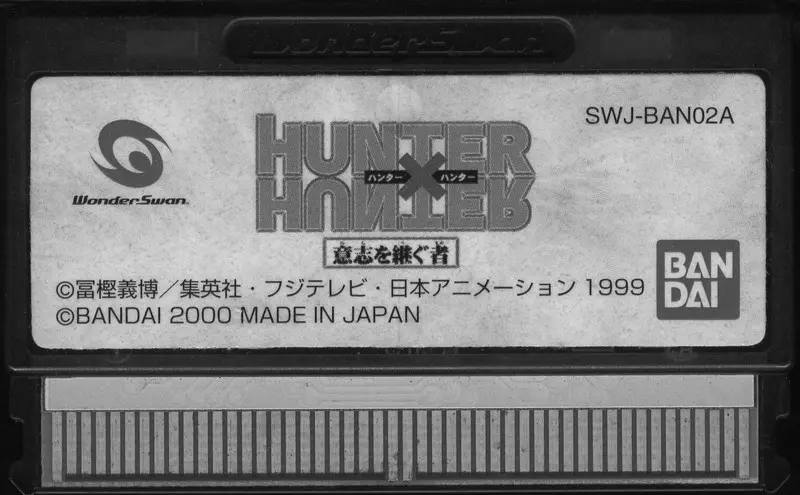 WonderSwan
SWJ-BAN02A
HUNTER
ハンター×ハンター
HUNTER
WonderSwan
意志を継ぐ者
BANDAI
©冨樫義博／集英社・フジテレビ・日本アニメーション 1999
©BANDAI 2000 MADE IN JAPAN